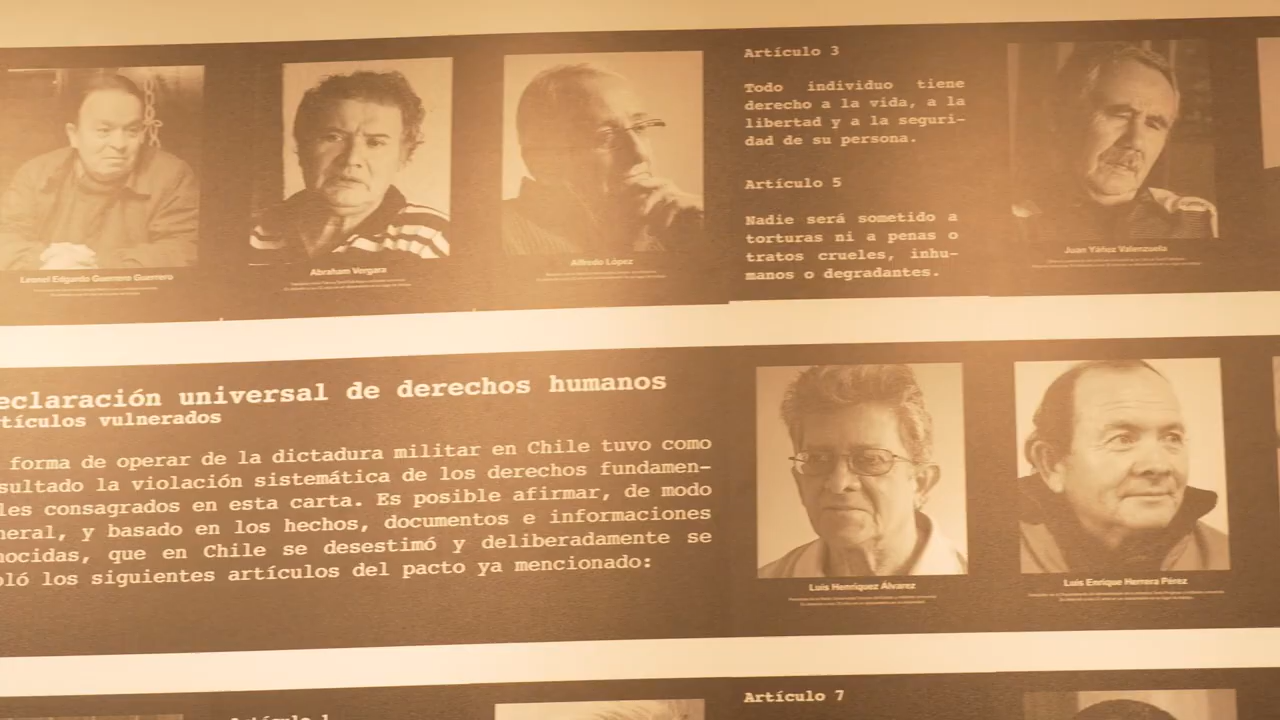 Leonel Edgardo Guerrero Guerrero
Abraham Vergara
Alfredo López
Artículo 3
Todo individuo tiene
derecho a la vida, a la
libertad y a la seguri-
dad de su persona.
Artículo 5
Nadie será sometido a
torturas ni a penas o
tratos crueles, inhu-
manos o degradantes.
Juan Yáñez Valenzuela
eclaración universal de derechos humanos
tículos vulnerados
forma de operar de la dictadura militar en Chile tuvo como
sultado la violación sistemática de los derechos fundamen-
les consagrados en esta carta. Es posible afirmar, de modo
neral, y basado en los hechos, documentos e informaciones
nocidas, que en Chile se desestimó y deliberadamente se
oló los siguientes artículos del pacto ya mencionado:
Luis Henríquez Álvarez
Luis Enrique Herrera Pérez
Artículo 1
Artículo 7